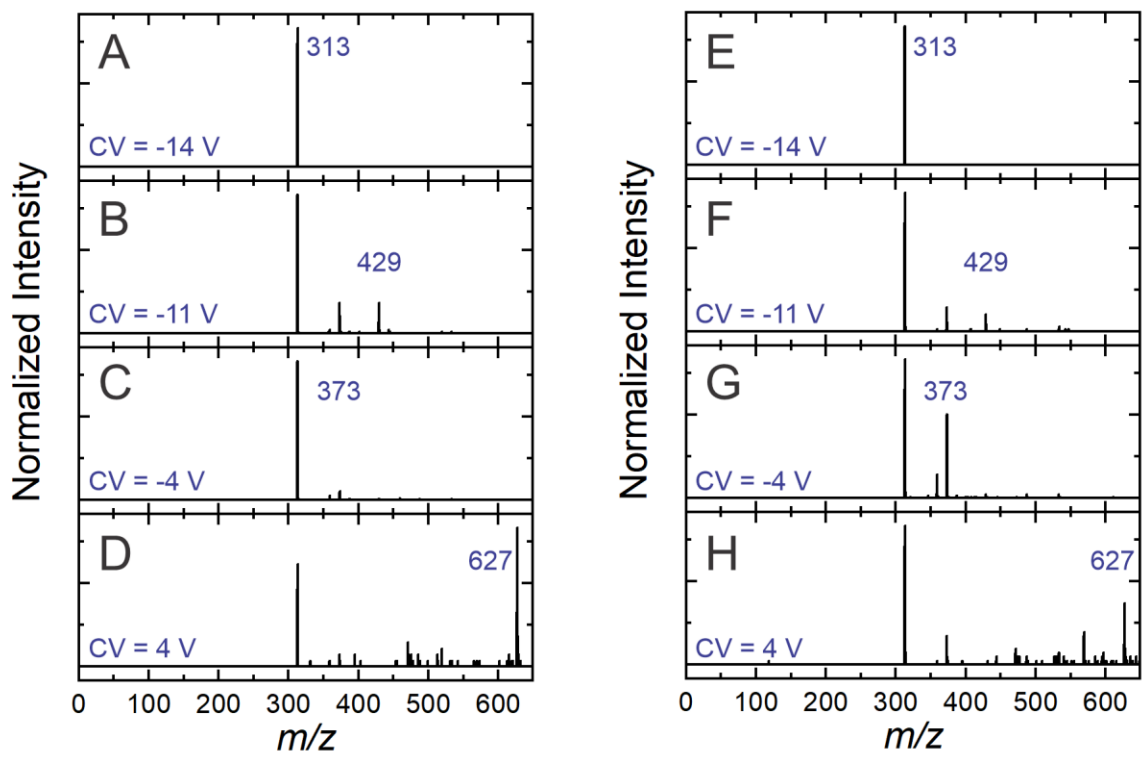 Normalized Intensity
A
313
CV = -14 V
B
429
CV = -11 V
C
373
CV = -4 V
D
627
CV = 4 V
0 100 200 300 400 500 600
m/z
Normalized Intensity
E
313
CV = -14 V
F
429
CV = -11 V
G
373
CV = -4 V
H
627
CV = 4 V
0 100 200 300 400 500 600
m/z